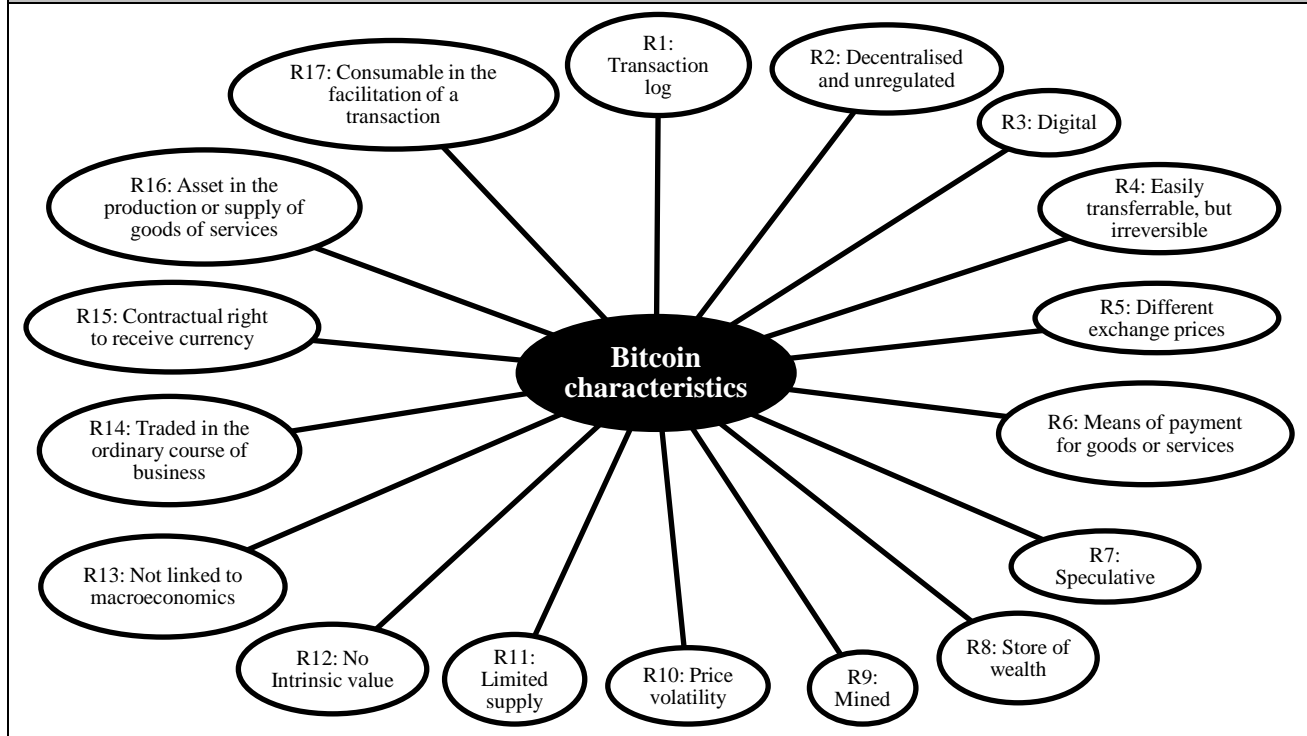 R1:
Transaction
log
R2: Decentralised
and unregulated
R3: Digital
R4: Easily
transferrable, but
irreversible
R5: Different
exchange prices
R6: Means of payment
for goods or services
R7:
Speculative
R8: Store of
wealth
R9:
Mined
R10: Price
volatility
R11:
Limited
supply
R12: No
Intrinsic value
R13: Not linked to
macroeconomics
R14: Traded in the
ordinary course of
business
R15: Contractual right
to receive currency
R16: Asset in the
production or supply of
goods of services
R17: Consumable in the
facilitation of a
transaction
Bitcoin
characteristics